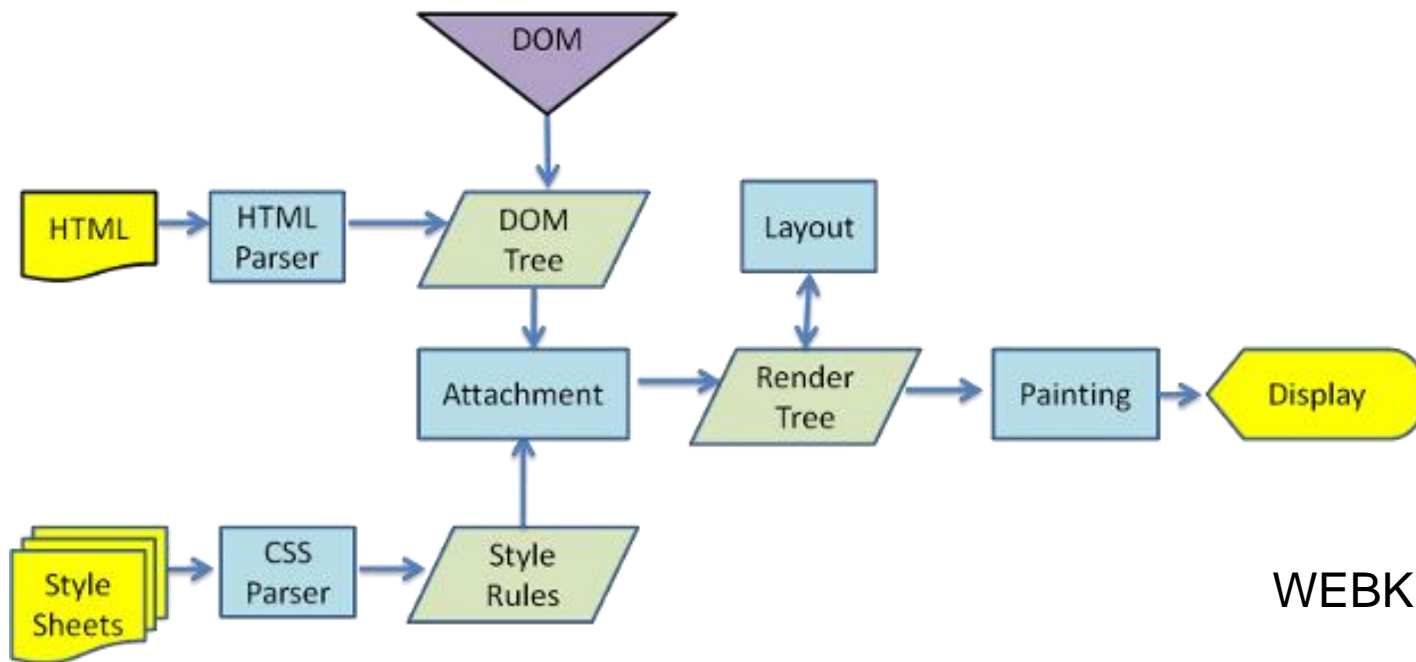 DOM
HTML
HTML
Parser
DOM
Tree
Layout
Attachment
Render
Tree
Painting
Display
Style
Sheets
CSS
Parser
Style
Rules
WEBK